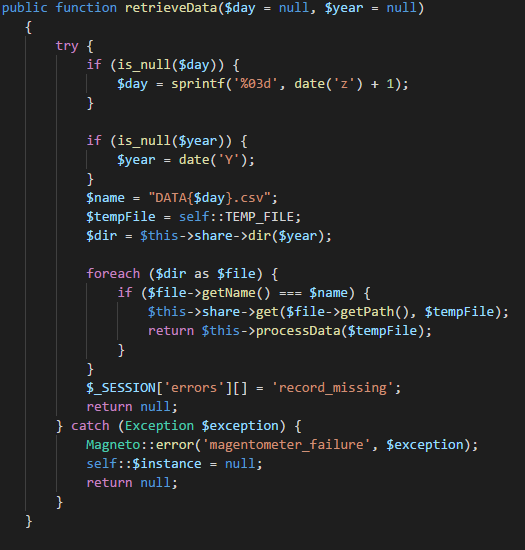 public function retrieveData($day = null, $year = null)
{
try {
if (is_null($day)) {
$day = sprintf('%03d', date('z') + 1);
}
if (is_null($year)) {
$year = date('Y');
}
$name = "DATA{$day}.csv";
$tempFile = self::TEMP_FILE;
$dir = $this->share->dir($year);
foreach ($dir as $file) {
if ($file->getName() === $name) {
$this->share->get($file->getPath(), $tempFile);
return $this->processData($tempFile);
}
}
$_SESSION['errors'][] = 'record_missing';
return null;
} catch (Exception $exception) {
Magneto::error('magentometer_failure', $exception);
self::$instance = null;
return null;
}
}